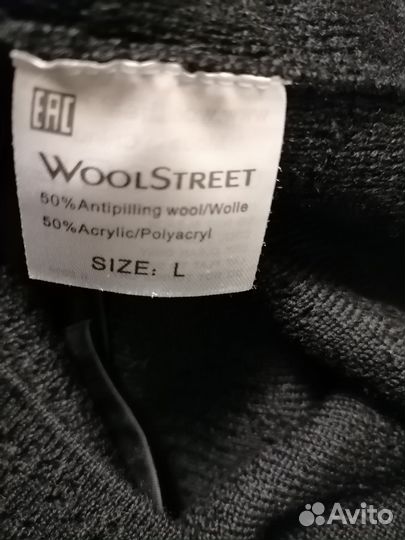 EAC
WOOLSTREET
50% Antipilling wool/Wolle
50% Acrylic/Polyacryl
SIZE: L
Avito